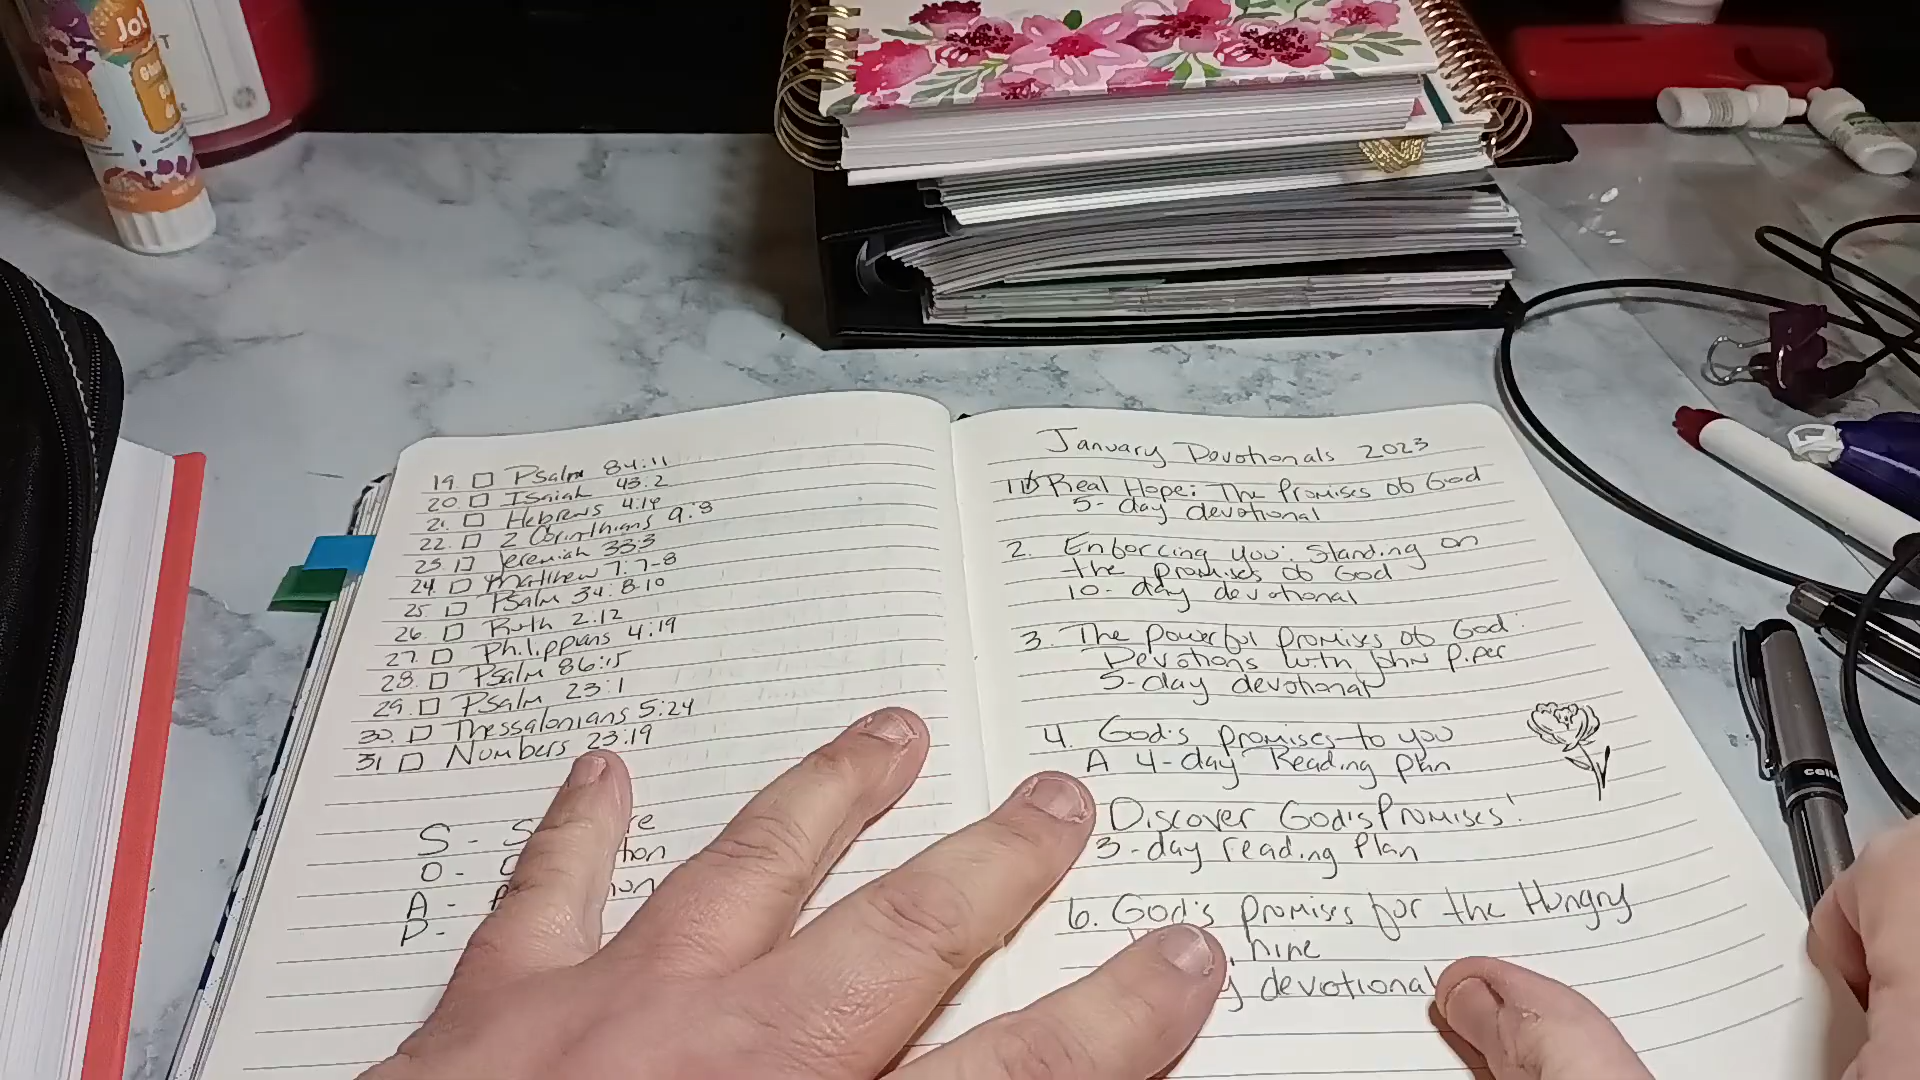 Jot
19. Psalm 84:11
20. Isaiah 43:2
21. Hebrews 4:14
22. 2 Corinthians 9:8
23. Jeremiah 33:3
24. Matthew 7:7-8
25. Psalm 34:8-10
26. Ruth 2:12
27. Philippians 4:19
28. Psalm 86:15
29. Psalm 23:1
30. Thessalonians 5:24
31 Numbers 23:19
S -
O -
A -
P -
January Devotionals 2023
1. Real Hope: The Promises of God
5-day devotional
2. Enforcing you: Standing on
the promises of God
10-day devotional
3. The powerful promises of God:
Devotions with John Piper
5-day devotional
4. God's promises to you
A 4-day Reading plan
Discover God's Promises!
3-day reading Plan
6. God's promises for the Hungry
devotional